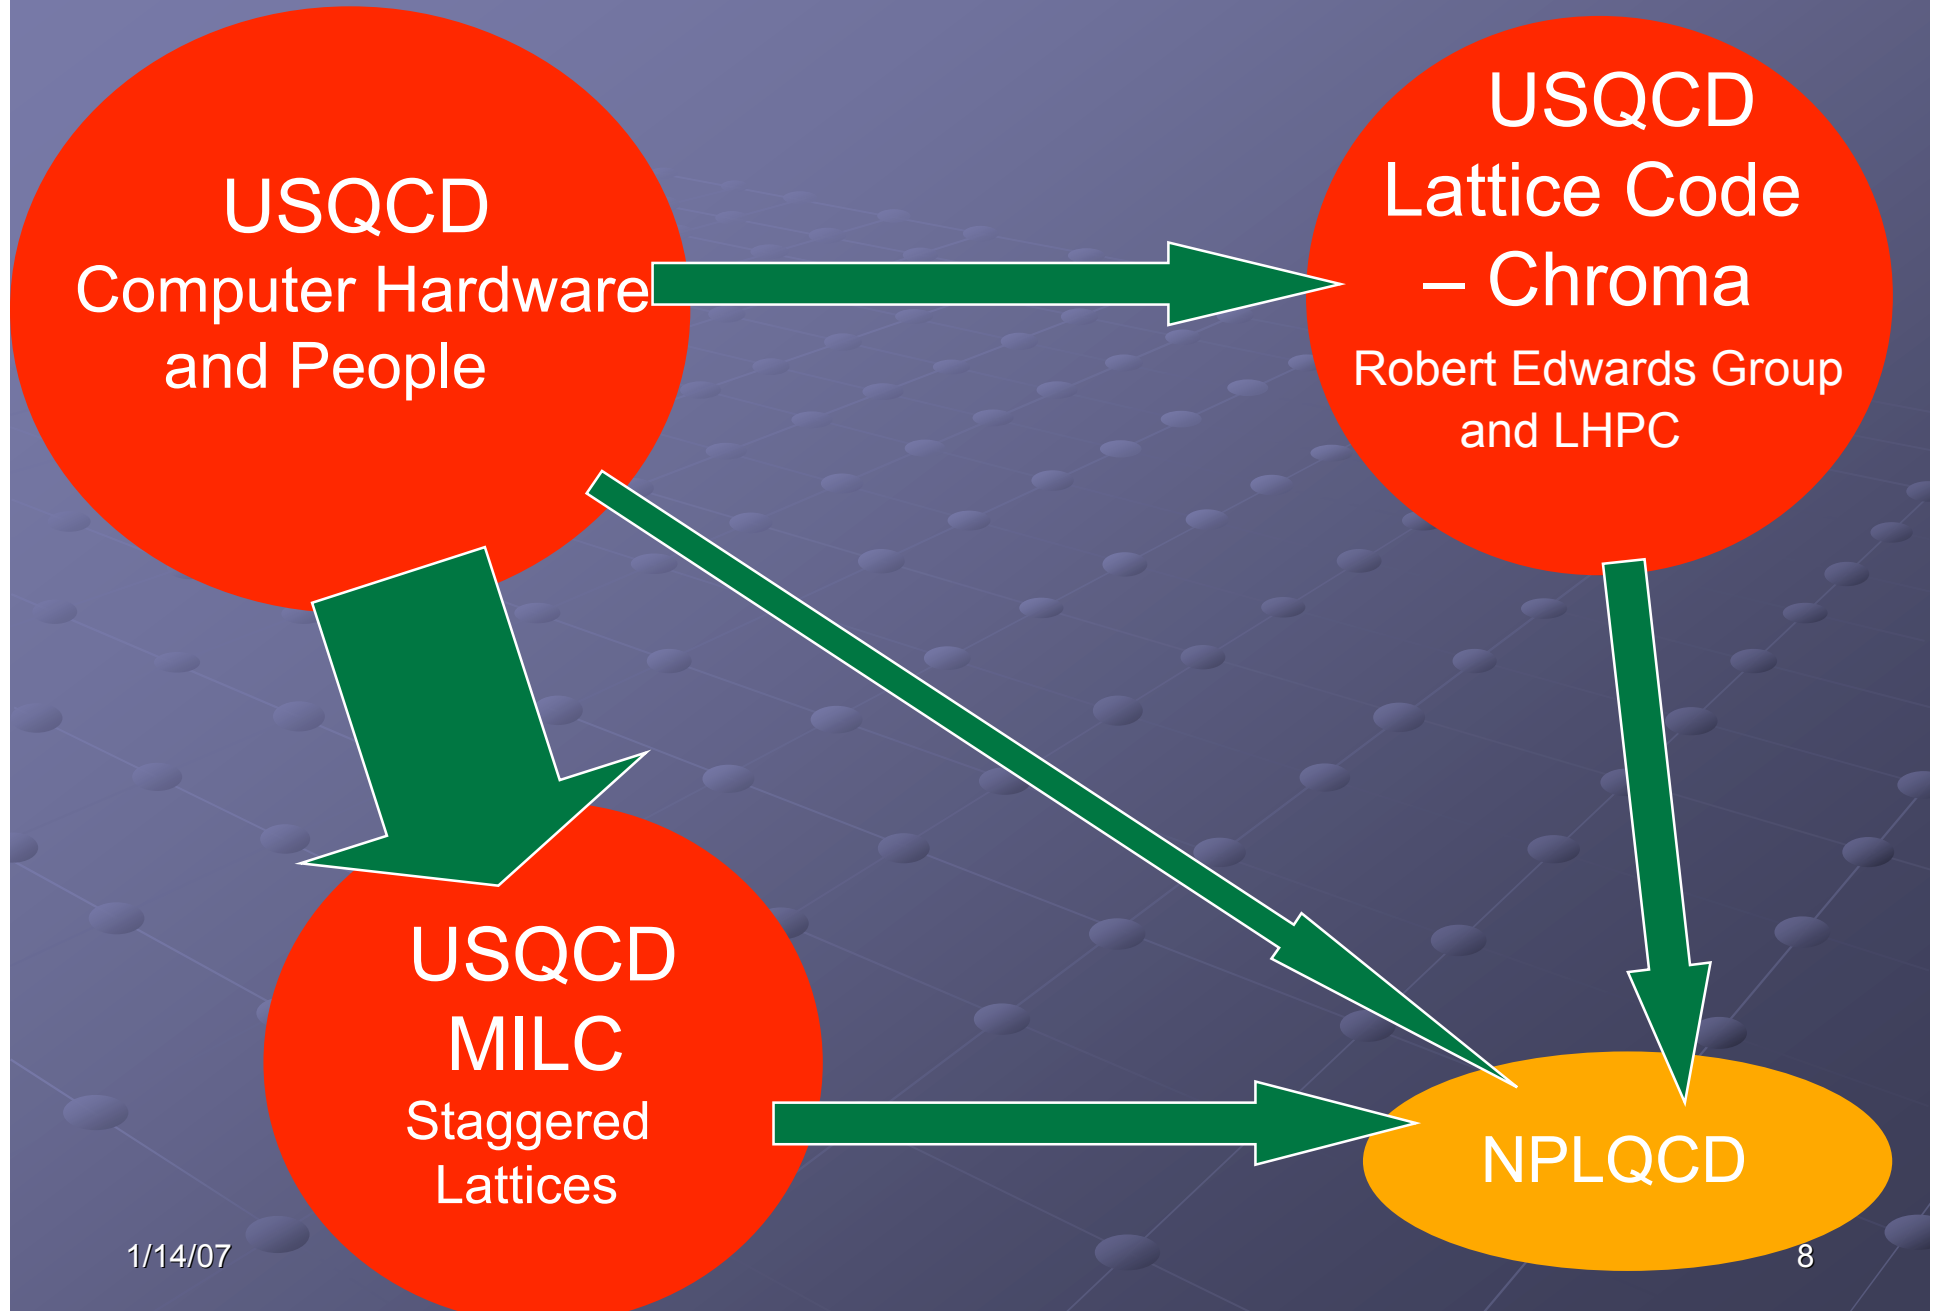 USQCD
Computer Hardware
and People
USQCD
Lattice Code
– Chroma
Robert Edwards Group
and LHPC
USQCD
MILC
Staggered
Lattices
NPLQCD
1/14/07
8